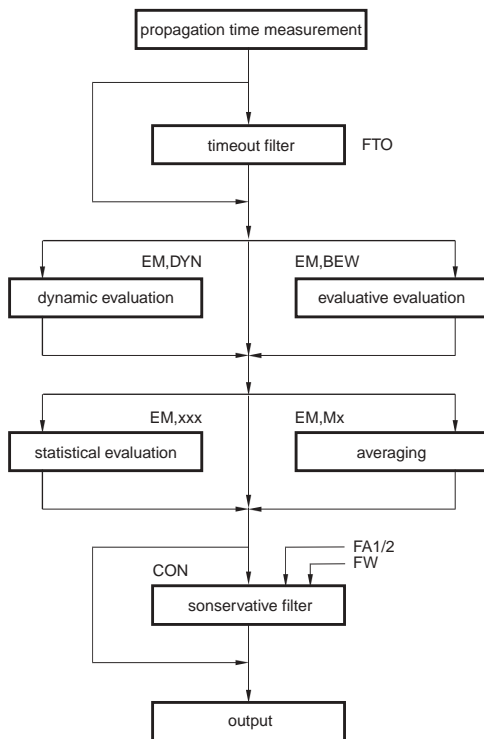 propagation time measurement
timeout filter
FTO
EM,DYN
EM,BEW
dynamic evaluation
evaluative evaluation
EM,xxx
EM,Mx
statistical evaluation
averaging
FA1/2
CON
FW
sonservative filter
output